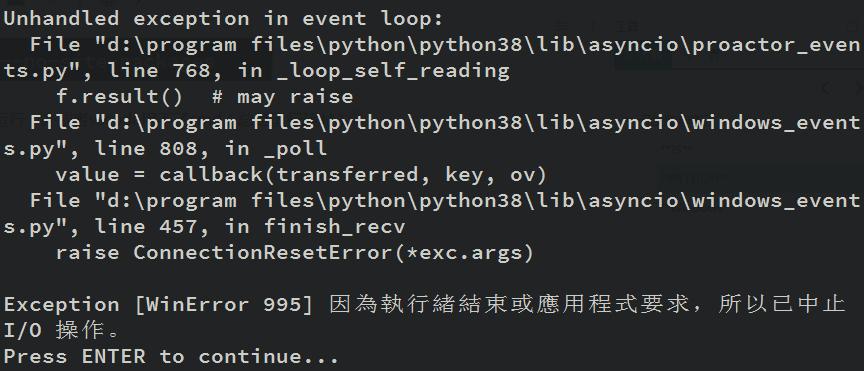 Unhandled exception in event loop:
  File "d:\program files\python\python38\lib\asyncio\proactor_even
ts.py", line 768, in _loop_self_reading
    f.result()  # may raise
  File "d:\program files\python\python38\lib\asyncio\windows_event
s.py", line 808, in _poll
    value = callback(transferred, key, ov)
  File "d:\program files\python\python38\lib\asyncio\windows_event
s.py", line 457, in finish_recv
    raise ConnectionResetError(*exc.args)

Exception [WinError 995] 因為執行緒結束或應用程式要求，所以已中止
I/O 操作。
Press ENTER to continue...